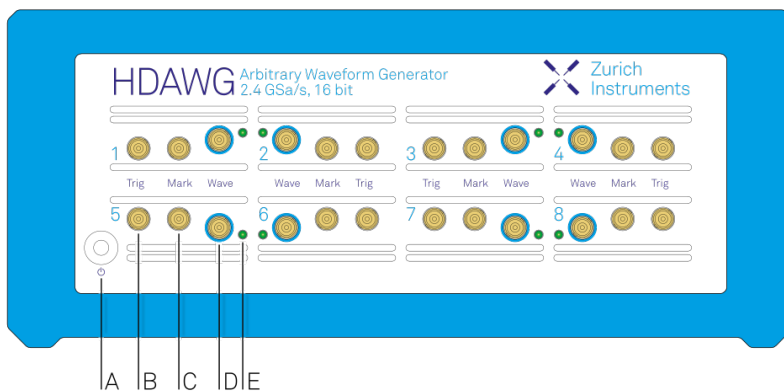 HDAWG
Arbitrary Waveform Generator
2.4 GSa/s, 16 bit
Zurich
Instruments
1 2 3 4
Trig Mark Wave Wave Mark Trig Trig Mark Wave Wave Mark Trig
5 6 7 8
A B C D E